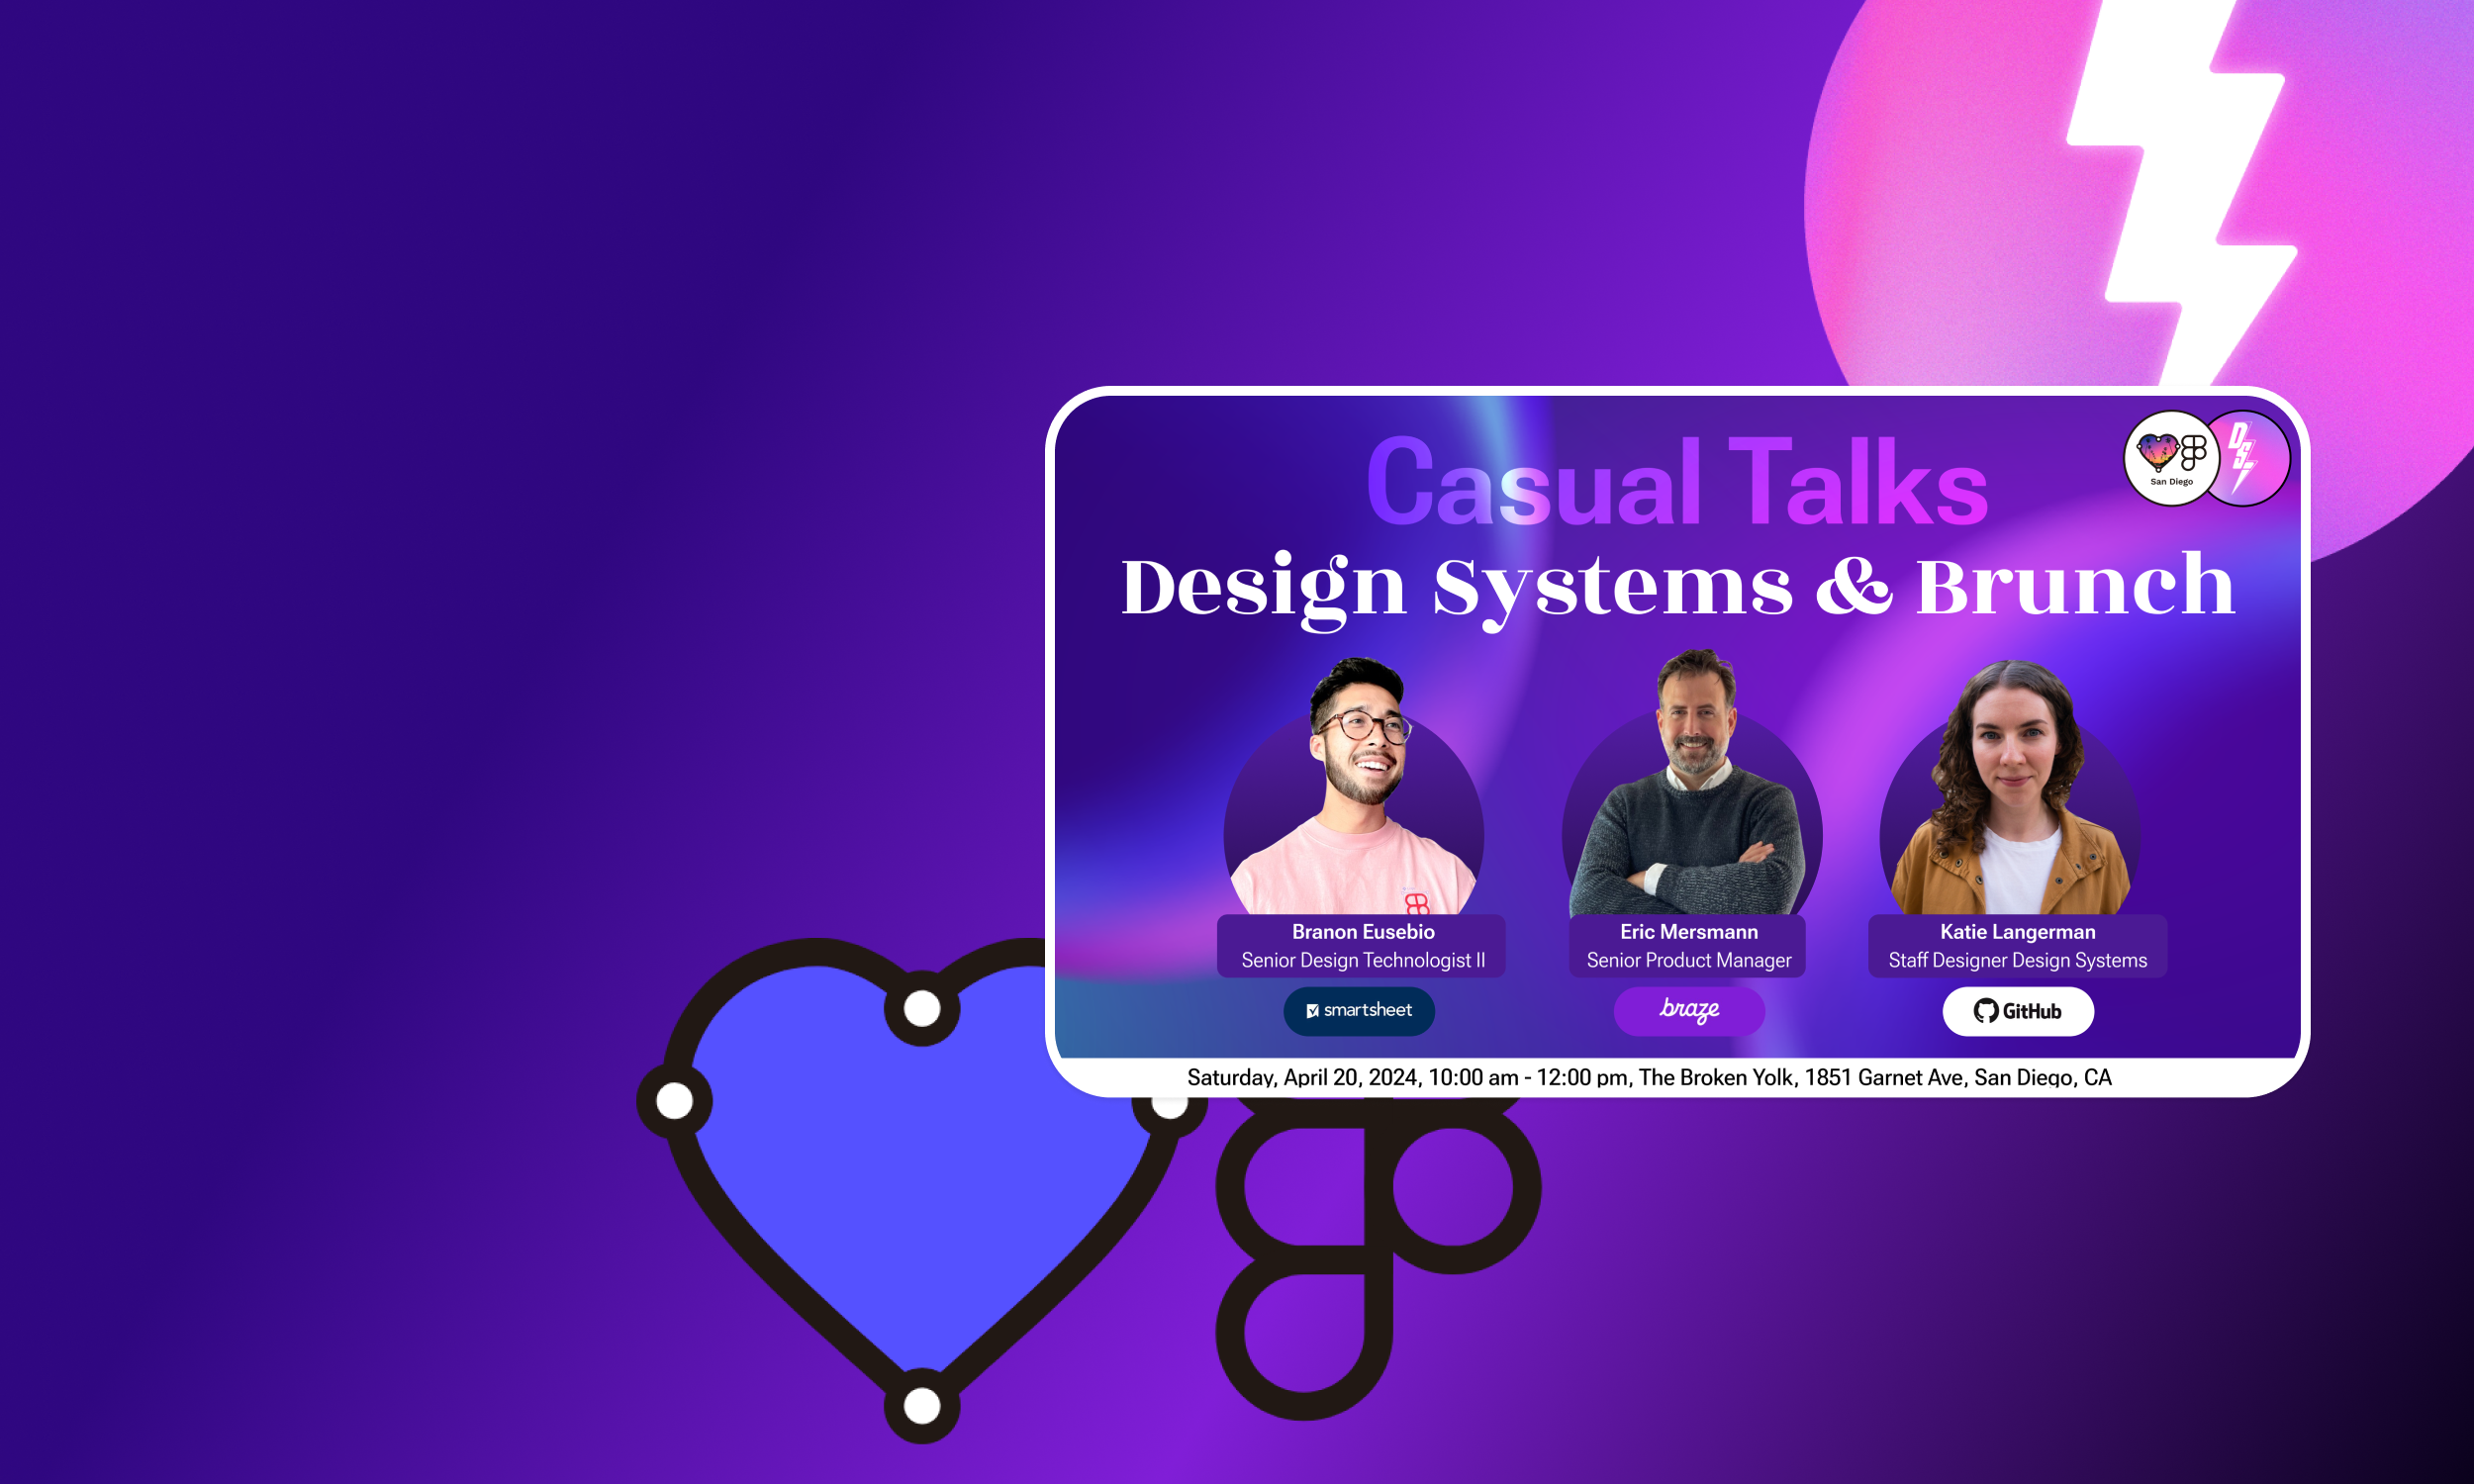 Casual Talks
San Diego
DS
Design Systems & Brunch
Branon Eusebio
Senior Design Technologist II
smartsheet
Eric Mersmann
Senior Product Manager
braze
Katie Langerman
Staff Designer Design Systems
GitHub
Saturday, April 20, 2024, 10:00 am - 12:00 pm, The Broken Yolk, 1851 Garnet Ave, San Diego, CA